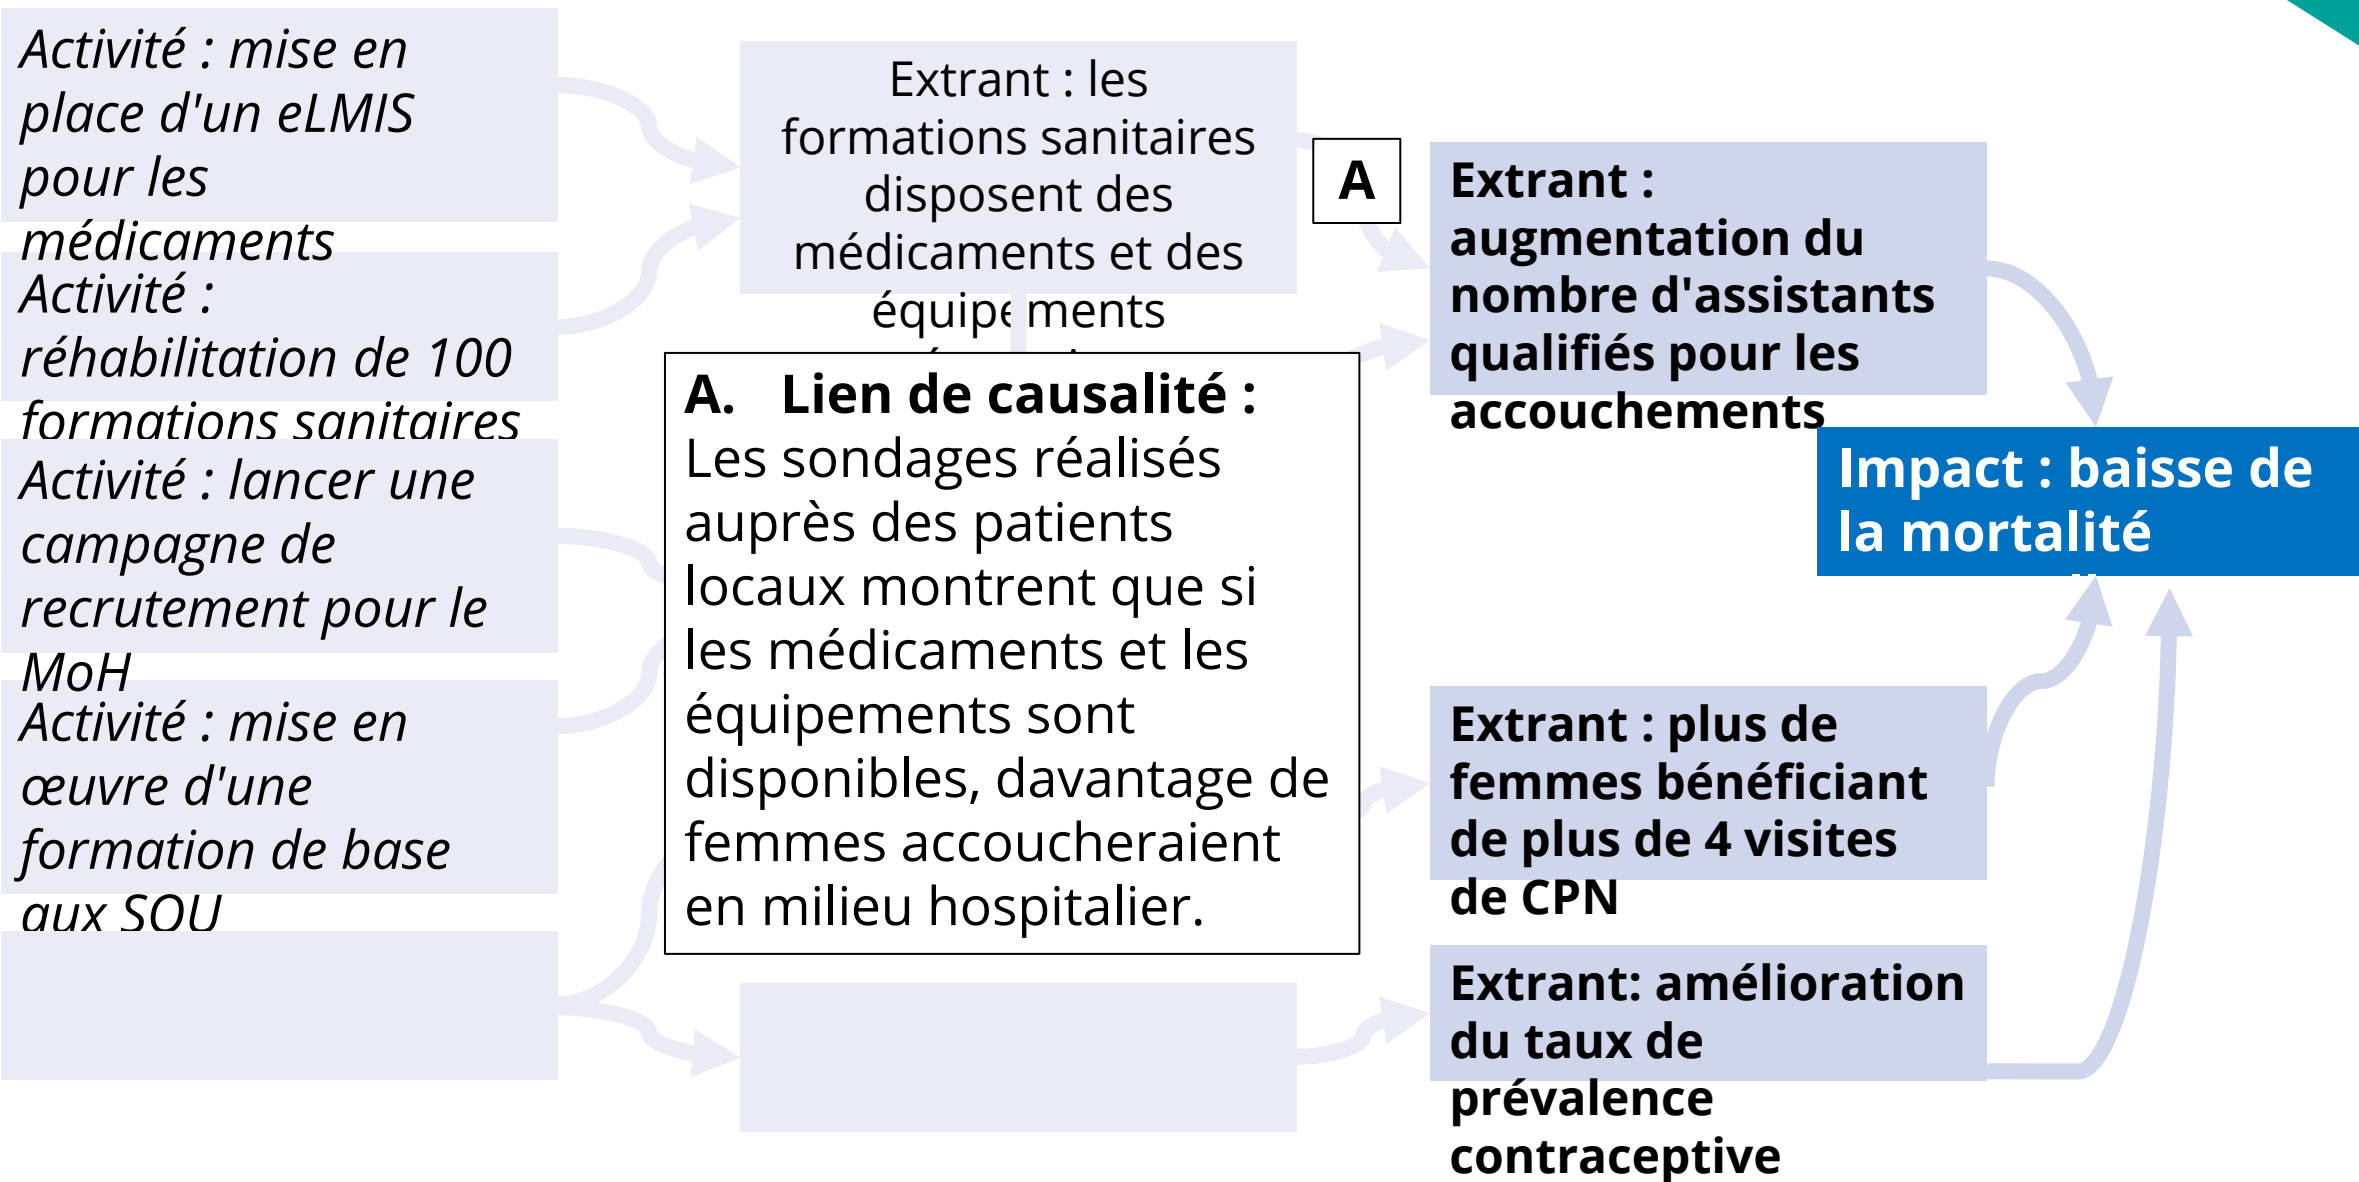 Activité : mise en
place d'un eLMIS
pour les
médicaments
Activité :
réhabilitation de 100
formations sanitaires
Activité : lancer une
campagne de
recrutement pour le
MoH
Activité : mise en
œuvre d'une
formation de base
aux SOU
Extrant : les
formations sanitaires
disposent des
médicaments et des
équipements
A
A. Lien de causalité :
Les sondages réalisés
auprès des patients
locaux montrent que si
les médicaments et les
équipements sont
disponibles, davantage de
femmes accoucheraient
en milieu hospitalier.
Extrant :
augmentation du
nombre d'assistants
qualifiés pour les
accouchements
Impact : baisse de
la mortalité
Extrant : plus de
femmes bénéficiant
de plus de 4 visites
de CPN
Extrant: amélioration
du taux de
prévalence
contraceptive